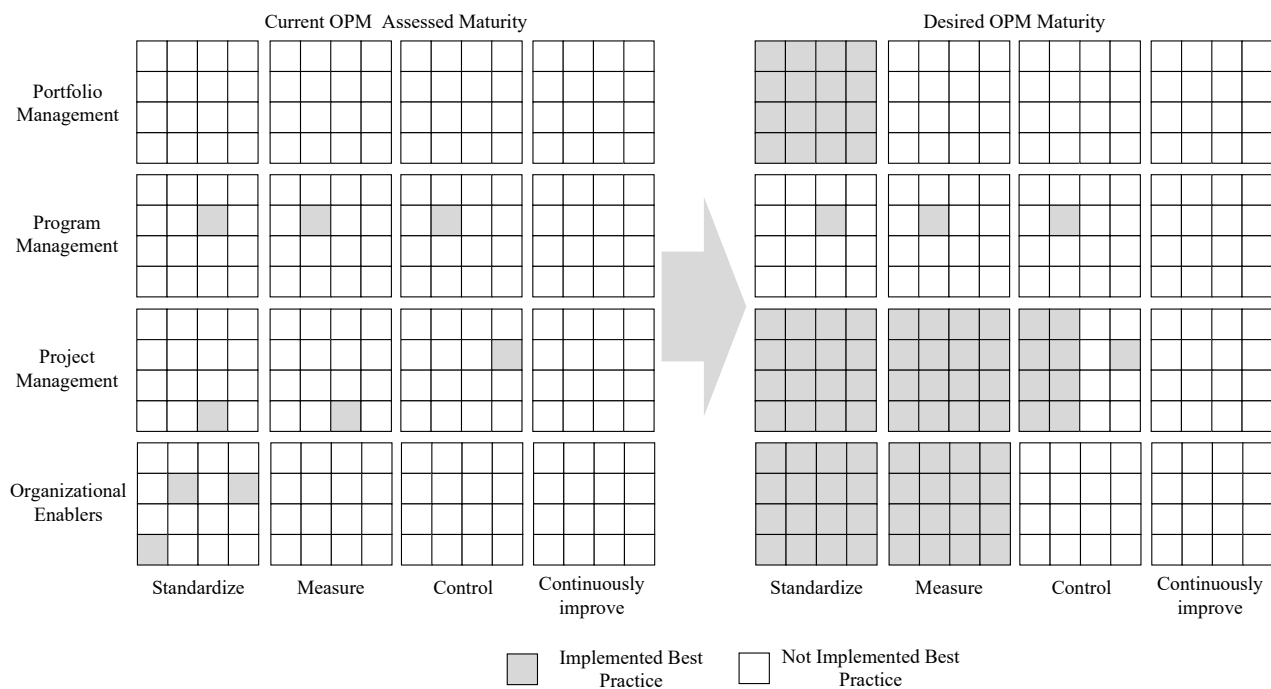 Current OPM Assessed Maturity
Desired OPM Maturity
Portfolio
Management
Program
Management
Project
Management
Organizational
Enablers
Standardize
Measure
Control
Continuously
improve
Standardize
Measure
Control
Continuously
improve
Implemented Best
Practice
Not Implemented Best
Practice